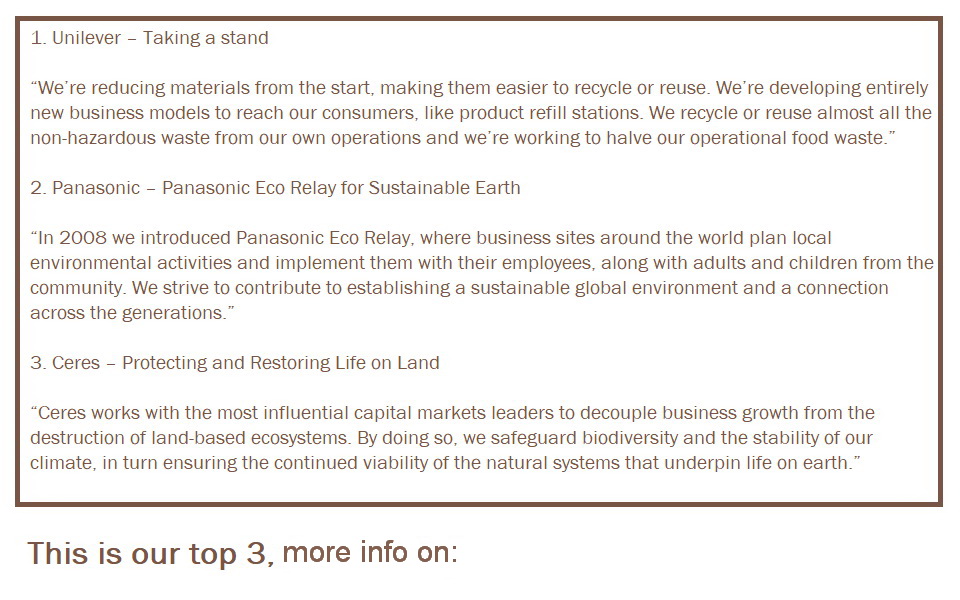 1. Unilever – Taking a stand
“We’re reducing materials from the start, making them easier to recycle or reuse. We’re developing entirely
new business models to reach our consumers, like product refill stations. We recycle or reuse almost all the
non-hazardous waste from our own operations and we’re working to halve our operational food waste.”
2. Panasonic – Panasonic Eco Relay for Sustainable Earth
“In 2008 we introduced Panasonic Eco Relay, where business sites around the world plan local
environmental activities and implement them with their employees, along with adults and children from the
community. We strive to contribute to establishing a sustainable global environment and a connection
across the generations.”
3. Ceres – Protecting and Restoring Life on Land
“Ceres works with the most influential capital markets leaders to decouple business growth from the
destruction of land-based ecosystems. By doing so, we safeguard biodiversity and the stability of our
climate, in turn ensuring the continued viability of the natural systems that underpin life on earth.”
This is our top 3, more info on: